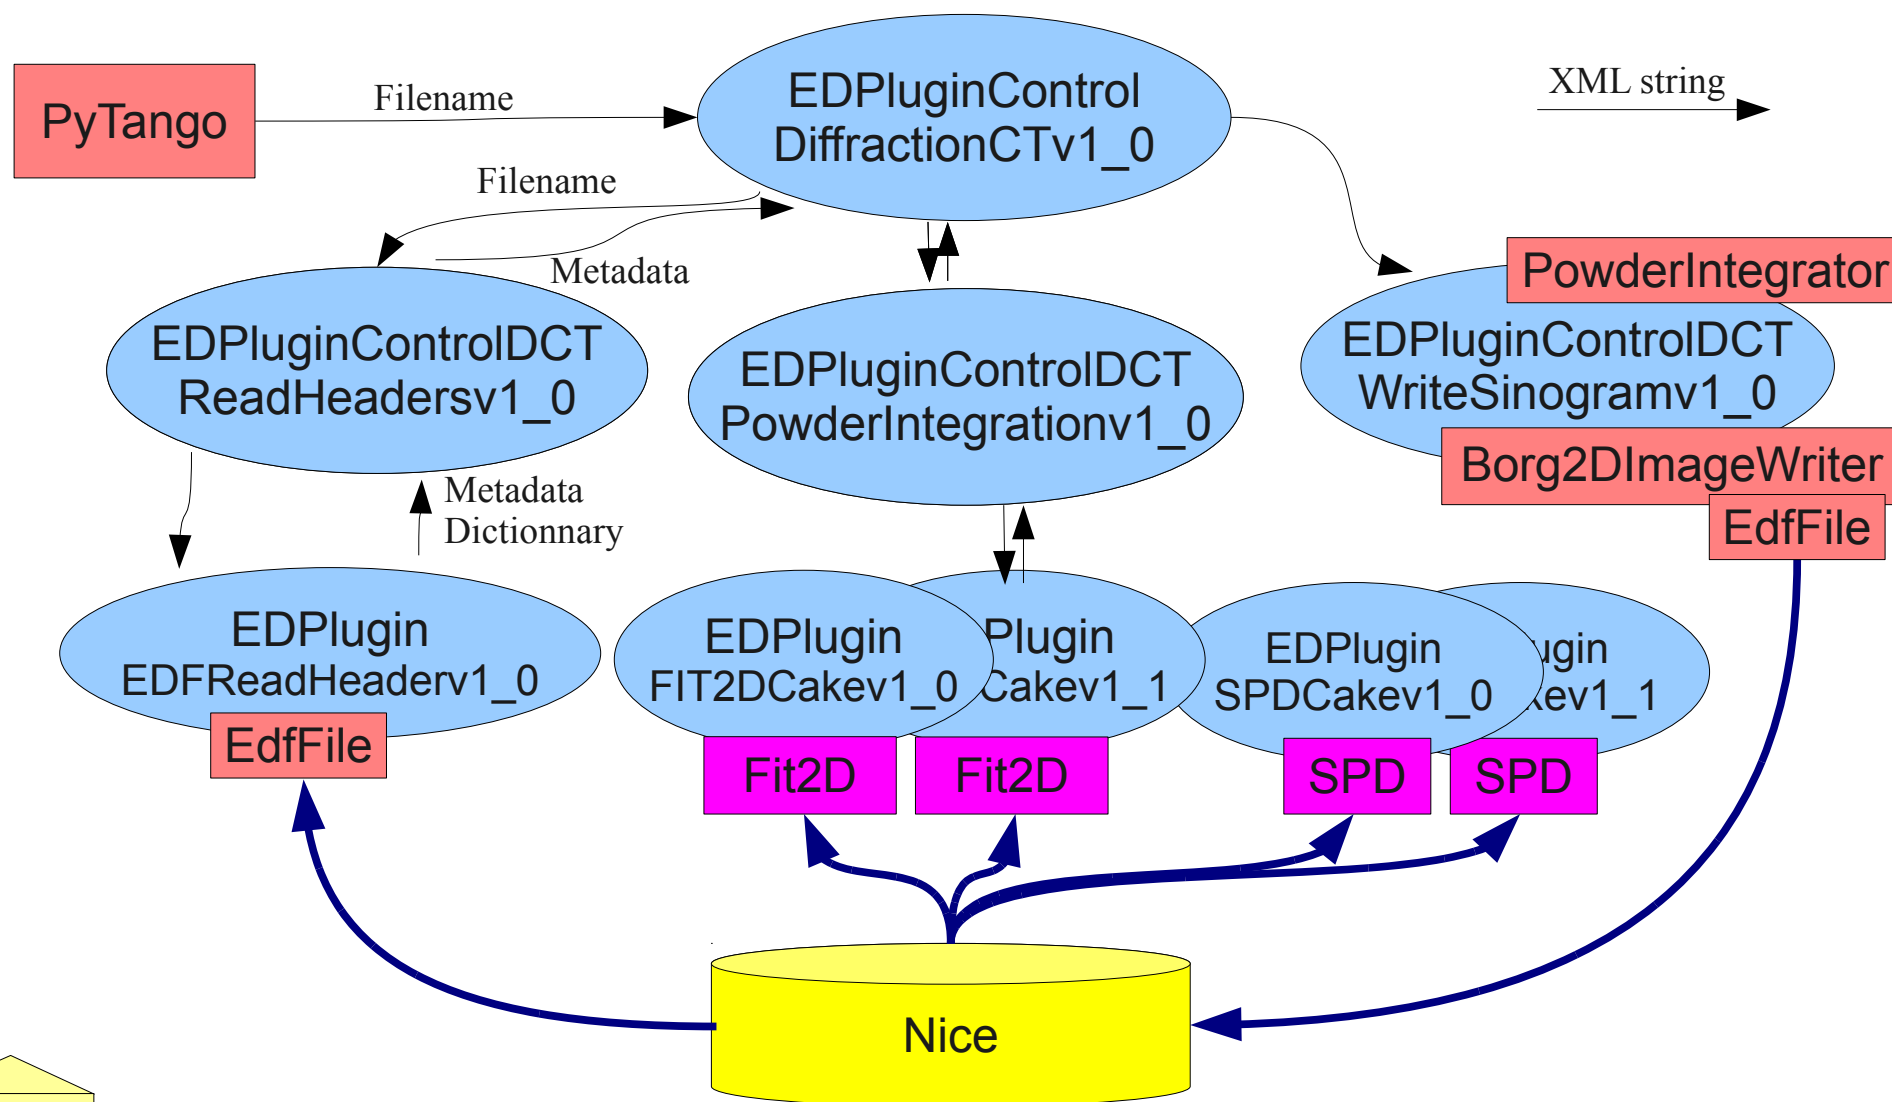 EDPluginControl
DiffractionCTv1_0
XML string
PyTango
Filename
Filename
Metadata
PowderIntegrator
EDPluginControlDCT
ReadHeadersv1_0
EDPluginControlDCT
PowderIntegrationv1_0
EDPluginControlDCT
WriteSinogramv1_0
Borg2DImageWriter
EdfFile
Metadata
Dictionnary
EDPlugin
EDFReadHeaderv1_0
EdfFile
EDPlugin
FIT2DCakev1_0
Plugin
Cakev1_1
EDPlugin
SPDCakev1_0
ugin
kev1_1
Fit2D
Fit2D
SPD
SPD
Nice